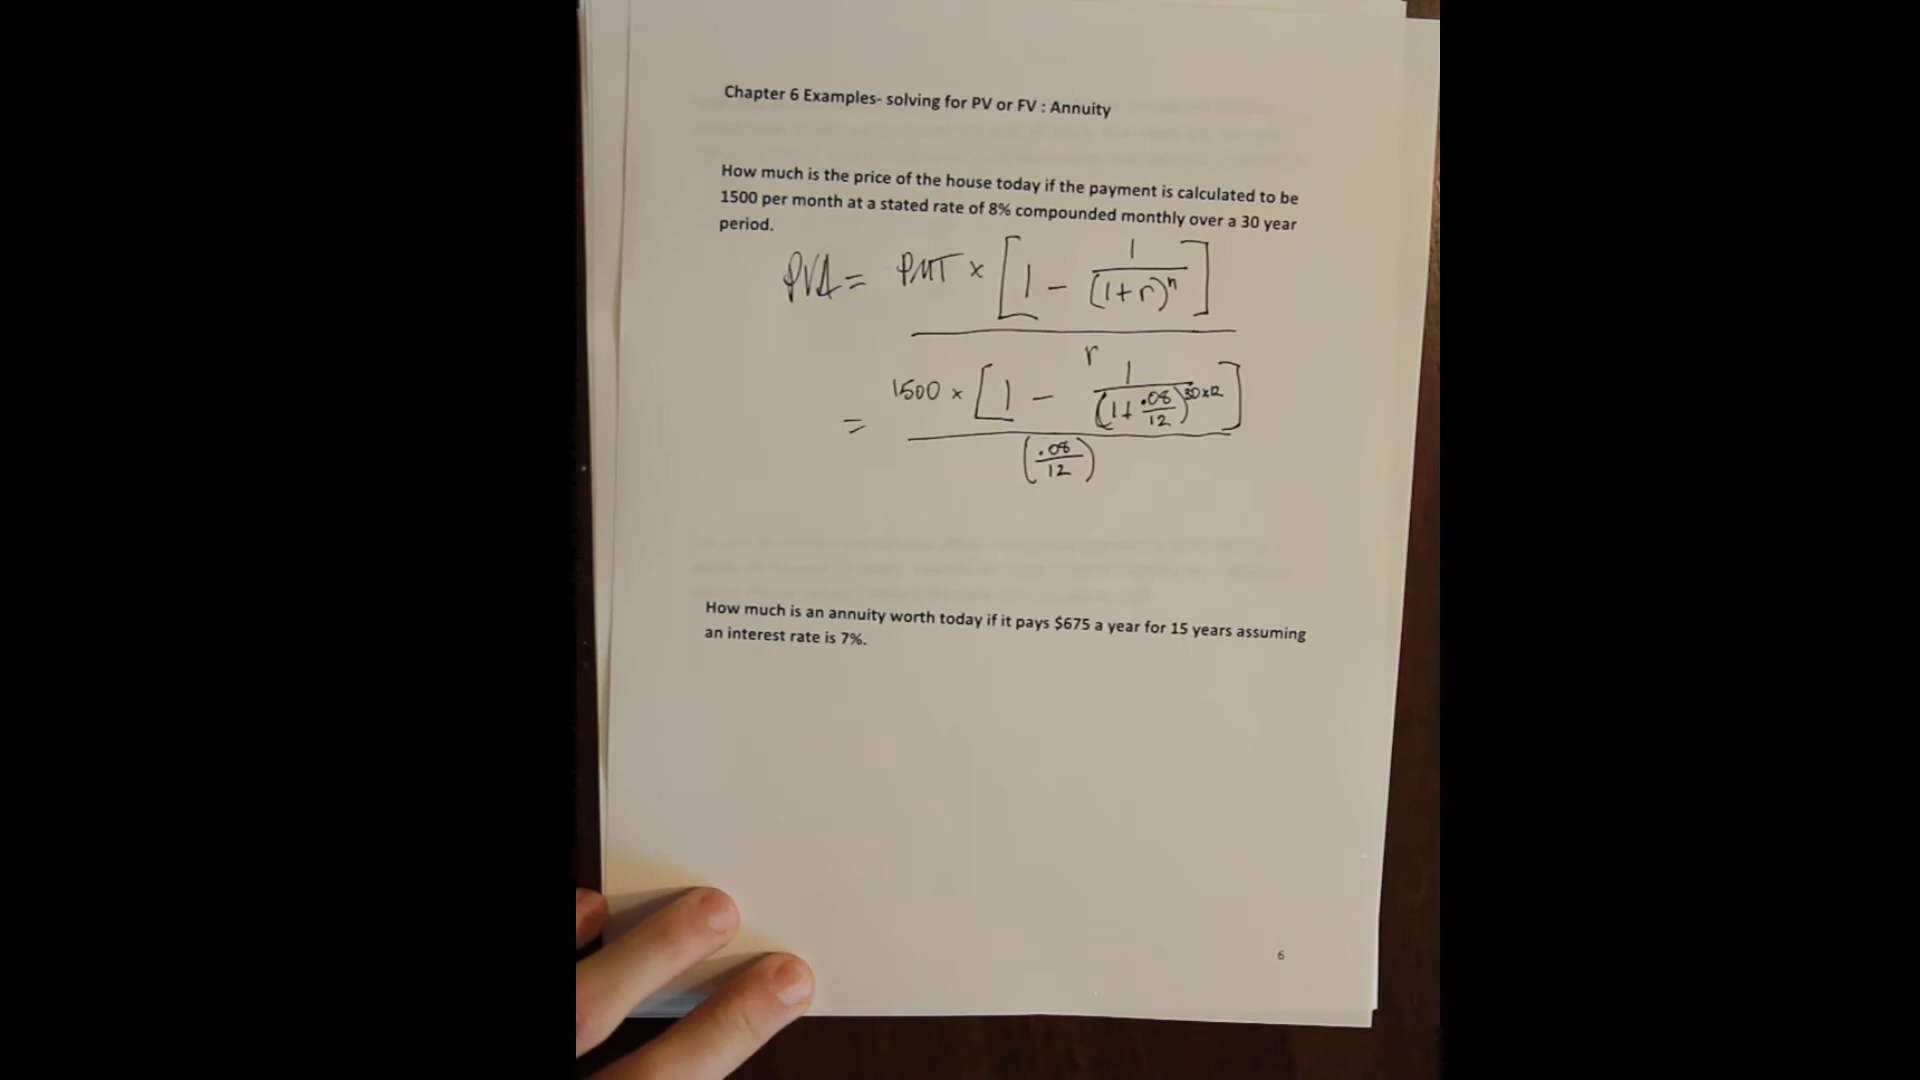 Chapter 6 Examples- solving for PV or FV : Annuity
How much is the price of the house today if the payment is calculated to be
1500 per month at a stated rate of 8% compounded monthly over a 30 year
period.
PVA = PMT × [1 - 1/(1+r)^n]
r
= 1500 × [1 - 1/(1+.08/12)^30×12]
(.08/12)
How much is an annuity worth today if it pays $675 a year for 15 years assuming
an interest rate is 7%.
6